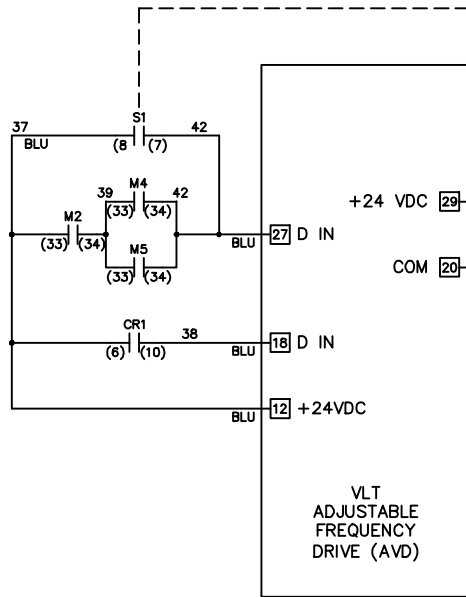 S1
37
42
BLU
(8
(7)
39
M4
42
M2
(33)
(34)
+24 VDC
29
(33)
(34)
M5
BLU
27
D IN
(33)
(34)
COM
20
CR1
38
(6)
(10)
BLU
18
D IN
BLU
12
+24VDC
VLT
ADJUSTABLE
FREQUENCY
DRIVE (AVD)